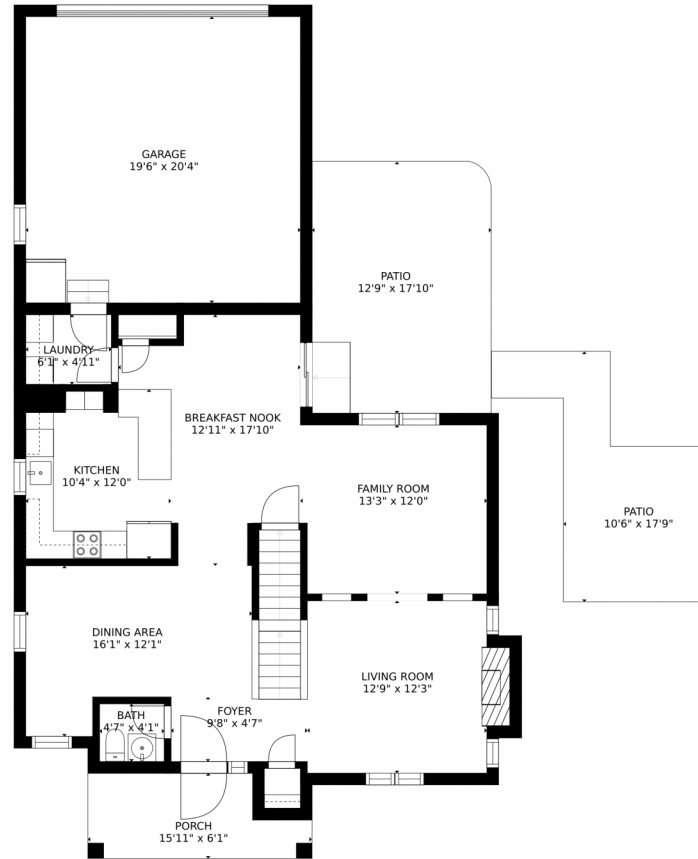 GARAGE
19'6" x 20'4"
PATIO
12'9" x 17'10"
LAUNDRY
6'1" x 4'11"
BREAKFAST NOOK
12'11" x 17'10"
KITCHEN
10'4" x 12'0"
FAMILY ROOM
13'3" x 12'0"
PATIO
10'6" x 17'9"
DINING AREA
16'1" x 12'1"
LIVING ROOM
12'9" x 12'3"
BATH
4'7" x 4'1"
FOYER
9'8" x 4'7"
PORCH
15'11" x 6'1"